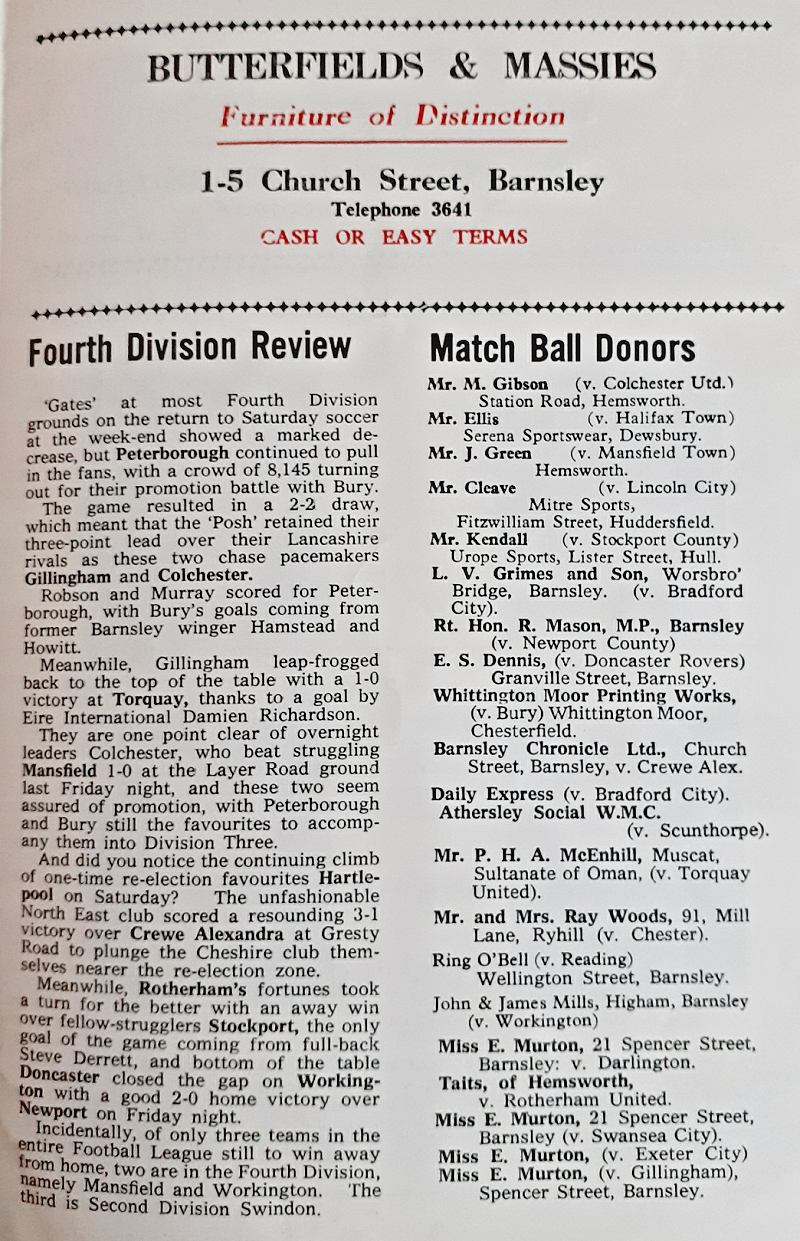 BUTTERFIELDS & MASSIES
Furniture of Distinction
1-5 Church Street, Barnsley
Telephone 3641
CASH OR EASY TERMS
Fourth Division Review
'Gates' at most Fourth Division
grounds on the return to Saturday soccer
at the week-end showed a marked de-
crease, but Peterborough continued to pull
in the fans, with a crowd of 8,145 turning
out for their promotion battle with Bury.
The game resulted in a 2-2 draw,
which meant that the 'Posh' retained their
three-point lead over their Lancashire
rivals as these two chase pacemakers
Gillingham and Colchester.
Robson and Murray scored for Peter-
borough, with Bury's goals coming from
former Barnsley winger Hamstead and
Howitt.
Meanwhile, Gillingham leap-frogged
back to the top of the table with a 1-0
victory at Torquay, thanks to a goal by
Eire International Damien Richardson.
They are one point clear of overnight
leaders Colchester, who beat struggling
Mansfield 1-0 at the Layer Road ground
last Friday night, and these two seem
assured of promotion, with Peterborough
and Bury still the favourites to accomp-
any them into Division Three.
And did you notice the continuing climb
of one-time re-election favourites Hartle-
pool on Saturday? The unfashionable
North East club scored a resounding 3-1
victory over Crewe Alexandra at Gresty
Road to plunge the Cheshire club them-
selves nearer the re-election zone.
Meanwhile, Rotherham's fortunes took
a turn for the better with an away win
over fellow-strugglers Stockport, the only
goal of the game coming from full-back
Steve Derrett, and bottom of the table
Doncaster closed the gap on Working-
ton with a good 2-0 home victory over
Newport on Friday night.
Incidentally, of only three teams in the
entire Football League still to win away
from home, two are in the Fourth Division,
namely Mansfield and Workington. The
third is Second Division Swindon.
Match Ball Donors
Mr. M. Gibson (v. Colchester Utd.)
Station Road, Hemsworth.
Mr. Ellis (v. Halifax Town)
Serena Sportswear, Dewsbury.
Mr. J. Green (v. Mansfield Town)
Hemsworth.
Mr. Cleave (v. Lincoln City)
Mitre Sports,
Fitzwilliam Street, Huddersfield.
Mr. Kendall (v. Stockport County)
Urope Sports, Lister Street, Hull.
L. V. Grimes and Son, Worsbro'
Bridge, Barnsley. (v. Bradford
City).
Rt. Hon. R. Mason, M.P., Barnsley
(v. Newport County)
E. S. Dennis, (v. Doncaster Rovers)
Granville Street, Barnsley.
Whittington Moor Printing Works,
(v. Bury) Whittington Moor,
Chesterfield.
Barnsley Chronicle Ltd., Church
Street, Barnsley, v. Crewe Alex.
Daily Express (v. Bradford City).
Athersley Social W.M.C.
(v. Scunthorpe).
Mr. P. H. A. McEnhill, Muscat,
Sultanate of Oman, (v. Torquay
United).
Mr. and Mrs. Ray Woods, 91, Mill
Lane, Ryhill (v. Chester).
Ring O'Bell (v. Reading)
Wellington Street, Barnsley.
John & James Mills, Higham, Barnsley
(v. Workington)
Miss E. Murton, 21 Spencer Street,
Barnsley: v. Darlington.
Taits, of Hemsworth,
v. Rotherham United.
Miss E. Murton, 21 Spencer Street,
Barnsley (v. Swansea City).
Miss E. Murton, (v. Exeter City)
Miss E. Murton, (v. Gillingham),
Spencer Street, Barnsley.